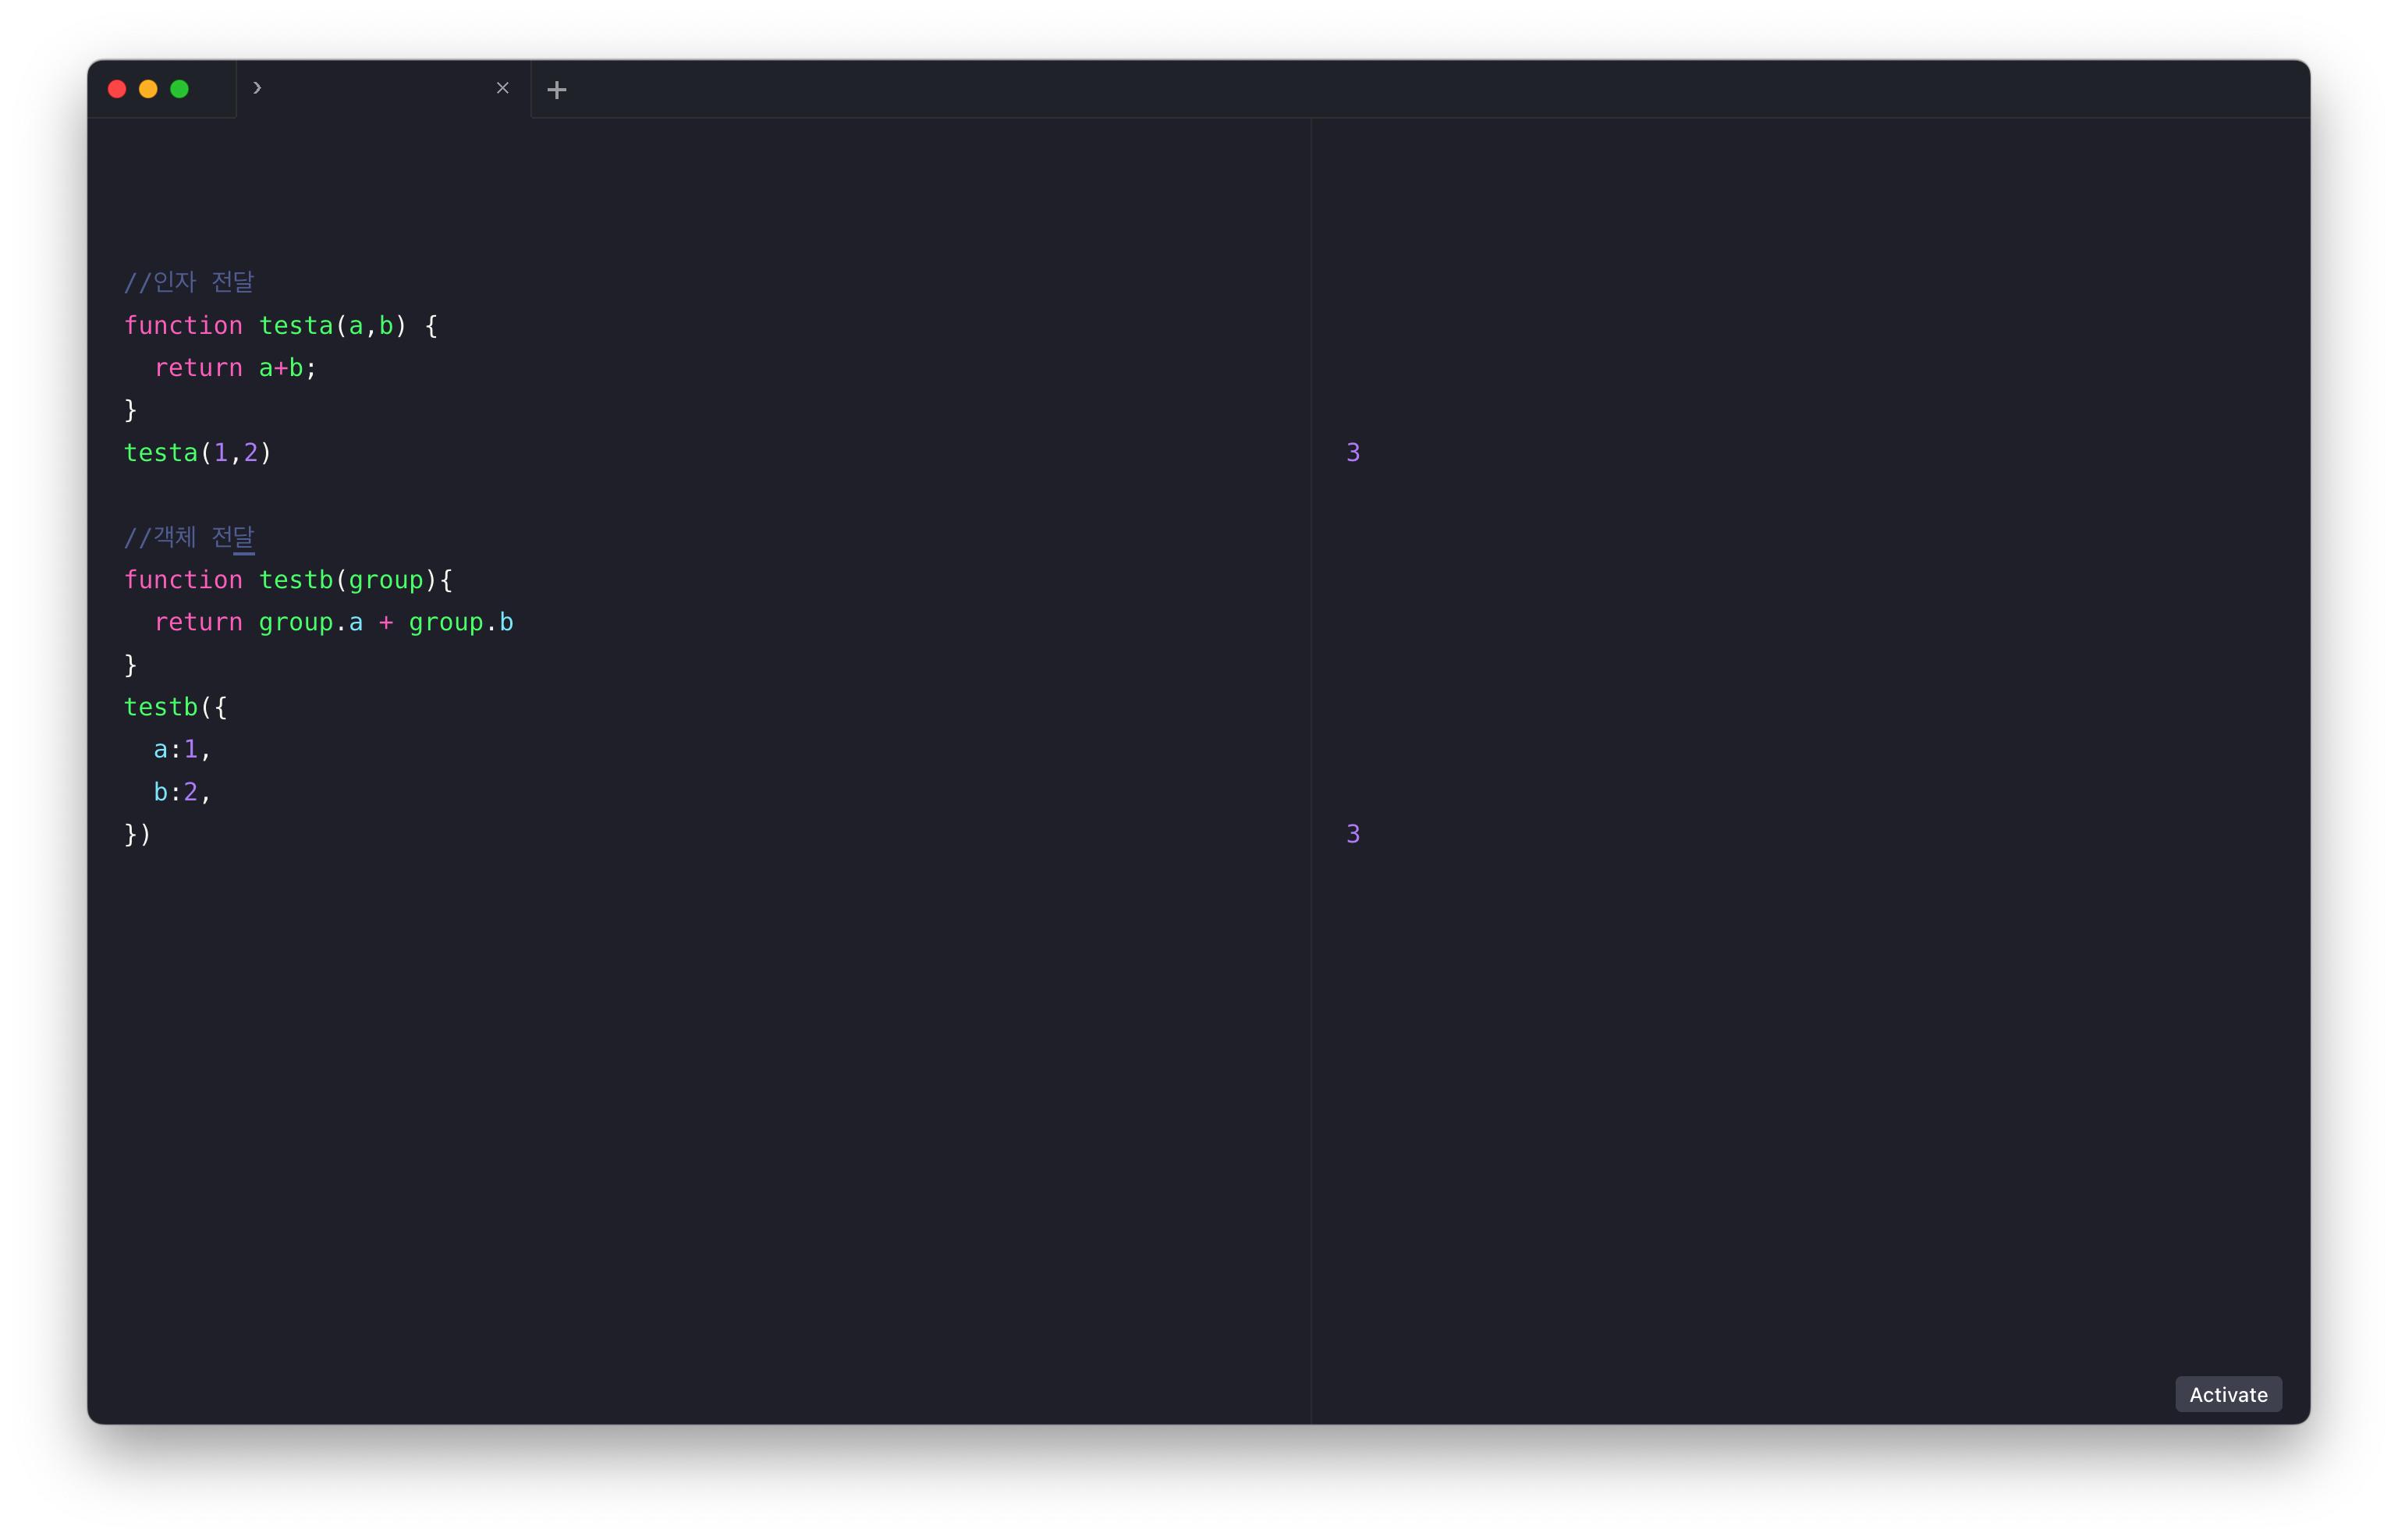 //인자 전달
function testa(a,b) {
  return a+b;
}
testa(1,2)
3
//객체 전달
function testb(group){
  return group.a + group.b
}
testb({
  a:1,
  b:2,
})
3
Activate